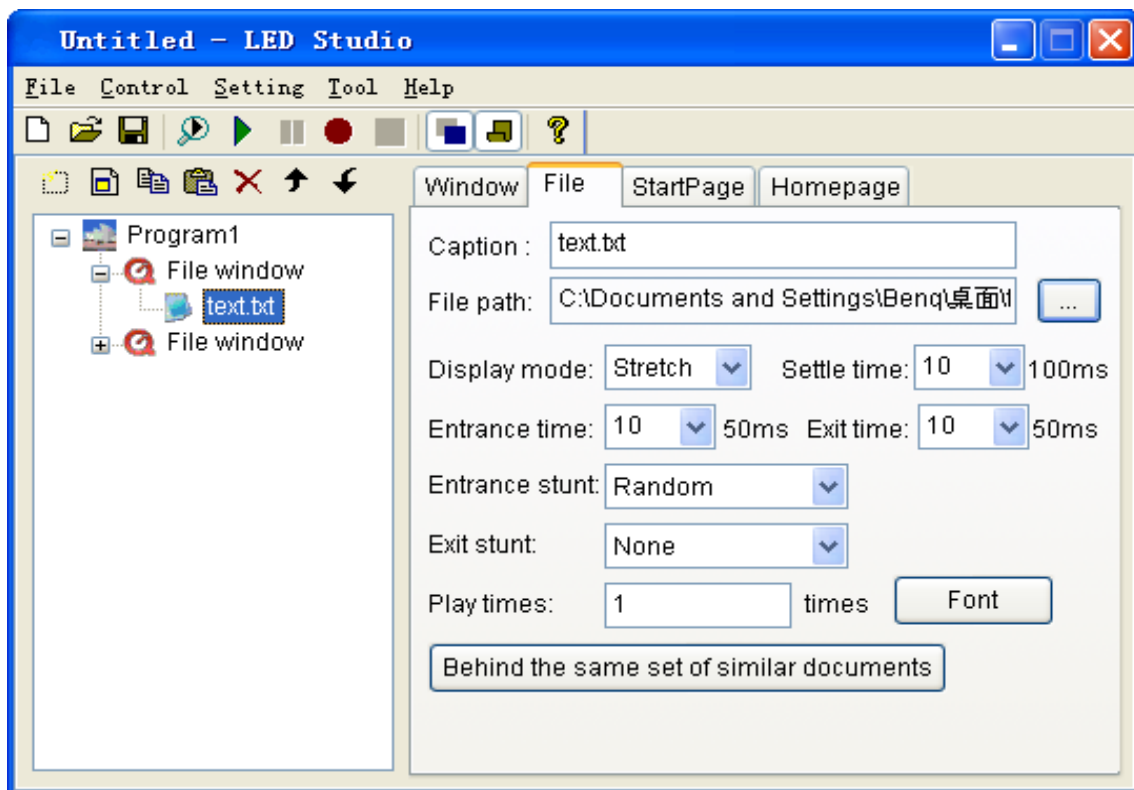 Untitled - LED Studio
File Control Setting Tool Help
Program1
File window
text.txt
File window
Window File StartPage Homepage
Caption : text.txt
File path: C:\Documents and Settings\Benq\桌面\ ...
Display mode: Stretch Settle time: 10 100ms
Entrance time: 10 50ms Exit time: 10 50ms
Entrance stunt: Random
Exit stunt: None
Play times: 1 times Font
Behind the same set of similar documents